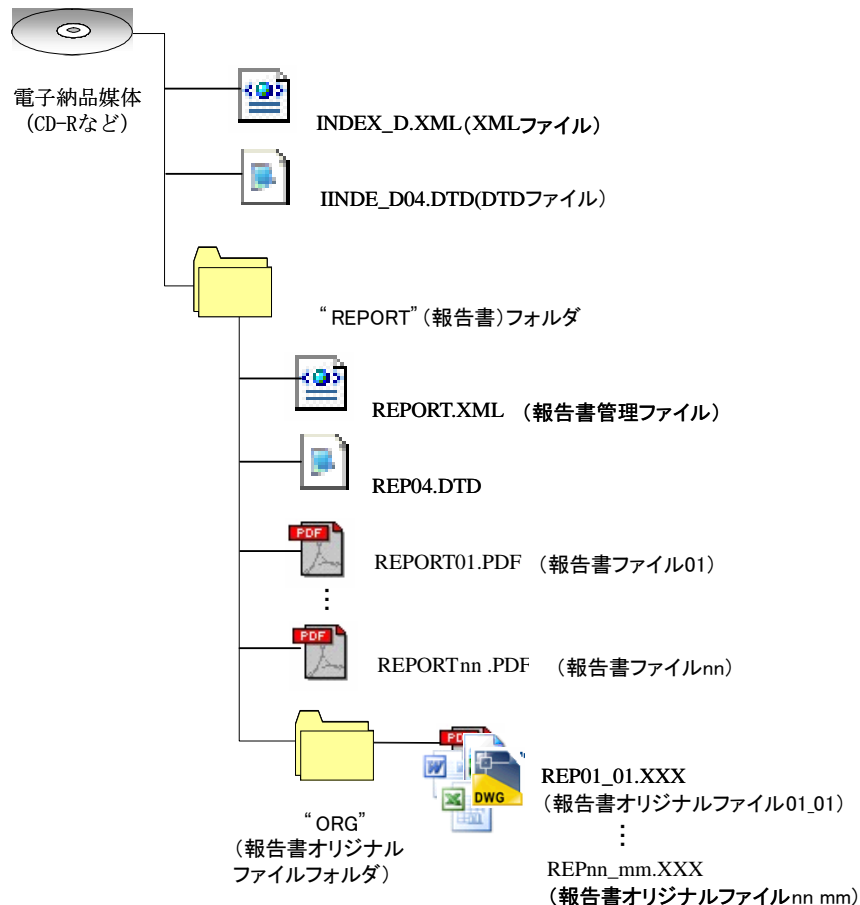 電子納品媒体
（CD-Rなど）
INDEX_D.XML(XMLファイル）
IINDE_D04.DTD(DTDファイル）
“REPORT”（報告書）フォルダ
REPORT.XML （報告書管理ファイル）
REP04.DTD
PDF
REPORT01.PDF （報告書ファイル01）
⋮
PDF
REPORTnn .PDF （報告書ファイルnn）
PDF
DWG
REP01_01.XXX
（報告書オリジナルファイル01_01）
⋮
“ORG”
（報告書オリジナル
ファイルフォルダ）
REPnn_mm.XXX
（報告書オリジナルファイルnn mm）